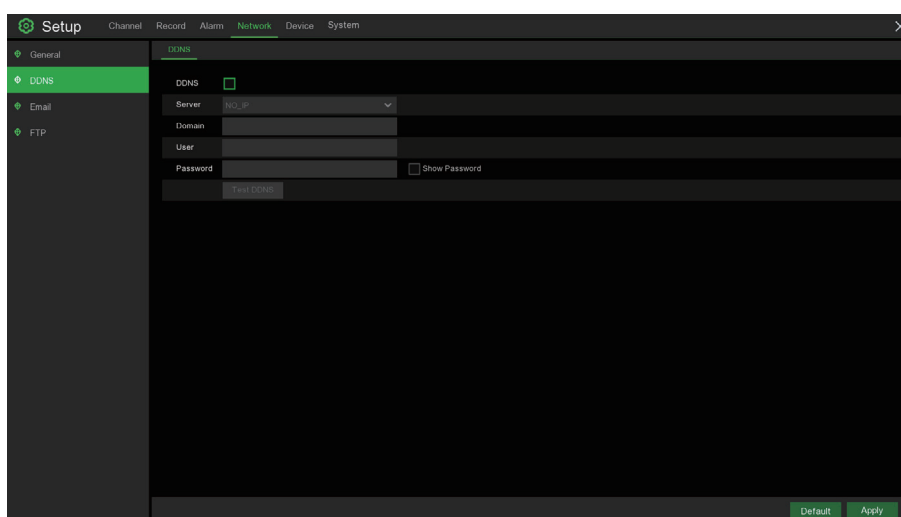 Setup Channel Record Alarm Network Device System
General
DDNS
Email
FTP
DDNS
DDNS
Server NO_IP
Domain
User
Password Show Password
Test DDNS
Default Apply